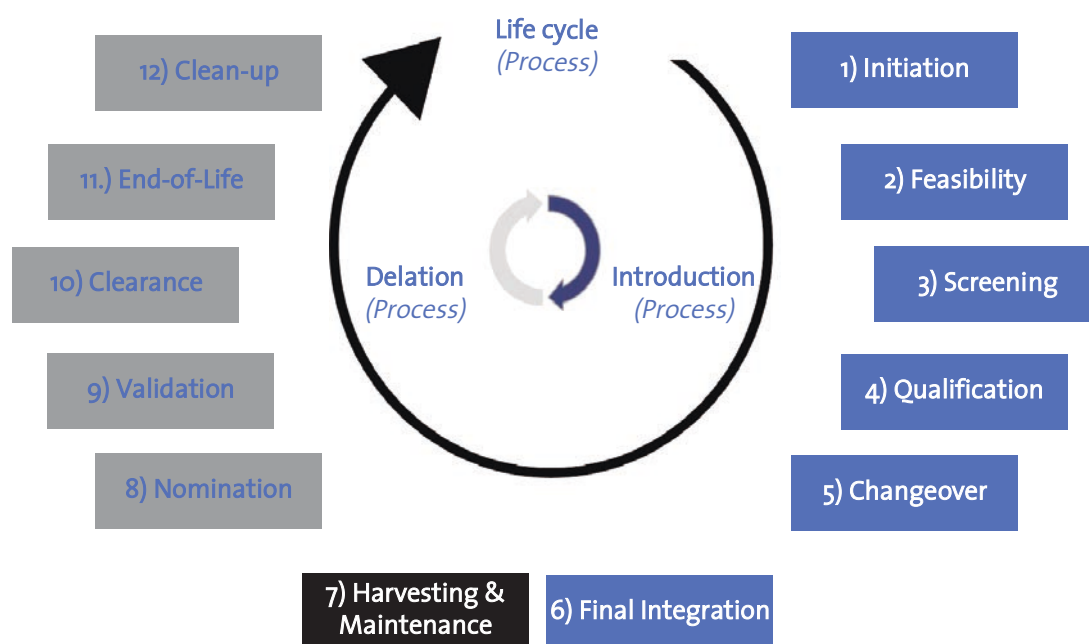 Life cycle
(Process)
1) Initiation
2) Feasibility
3) Screening
4) Qualification
5) Changeover
6) Final Integration
7) Harvesting &
Maintenance
8) Nomination
9) Validation
10) Clearance
11.) End-of-Life
12) Clean-up
Delation
(Process)
Introduction
(Process)